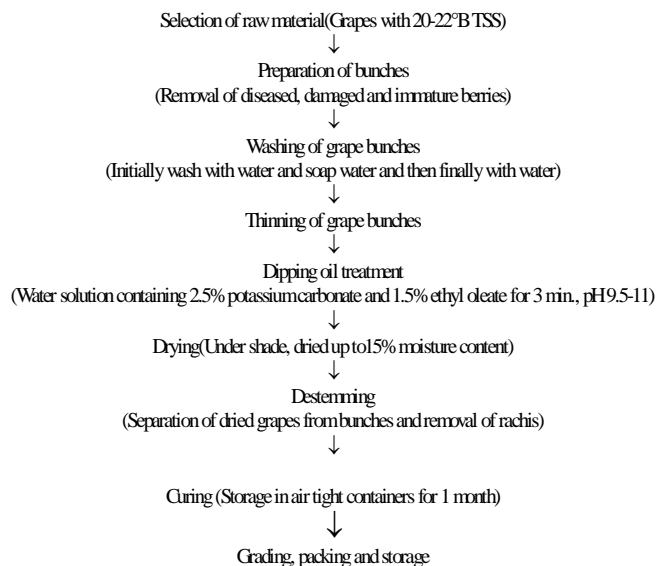 Selection of raw material(Grapes with 20-22°B TSS)
↓
Preparation of bunches
(Removal of diseased, damaged and immature berries)
↓
Washing of grape bunches
(Initially wash with water and soap water and then finally with water)
↓
Thinning of grape bunches
↓
Dipping oil treatment
(Water solution containing 2.5% potassium carbonate and 1.5% ethyl oleate for 3 min., pH 9.5-11)
↓
Drying(Under shade, dried up to15% moisture content)
↓
Destemming
(Separation of dried grapes from bunches and removal of rachis)
↓
Curing (Storage in air tight containers for 1 month)
↓
Grading, packing and storage